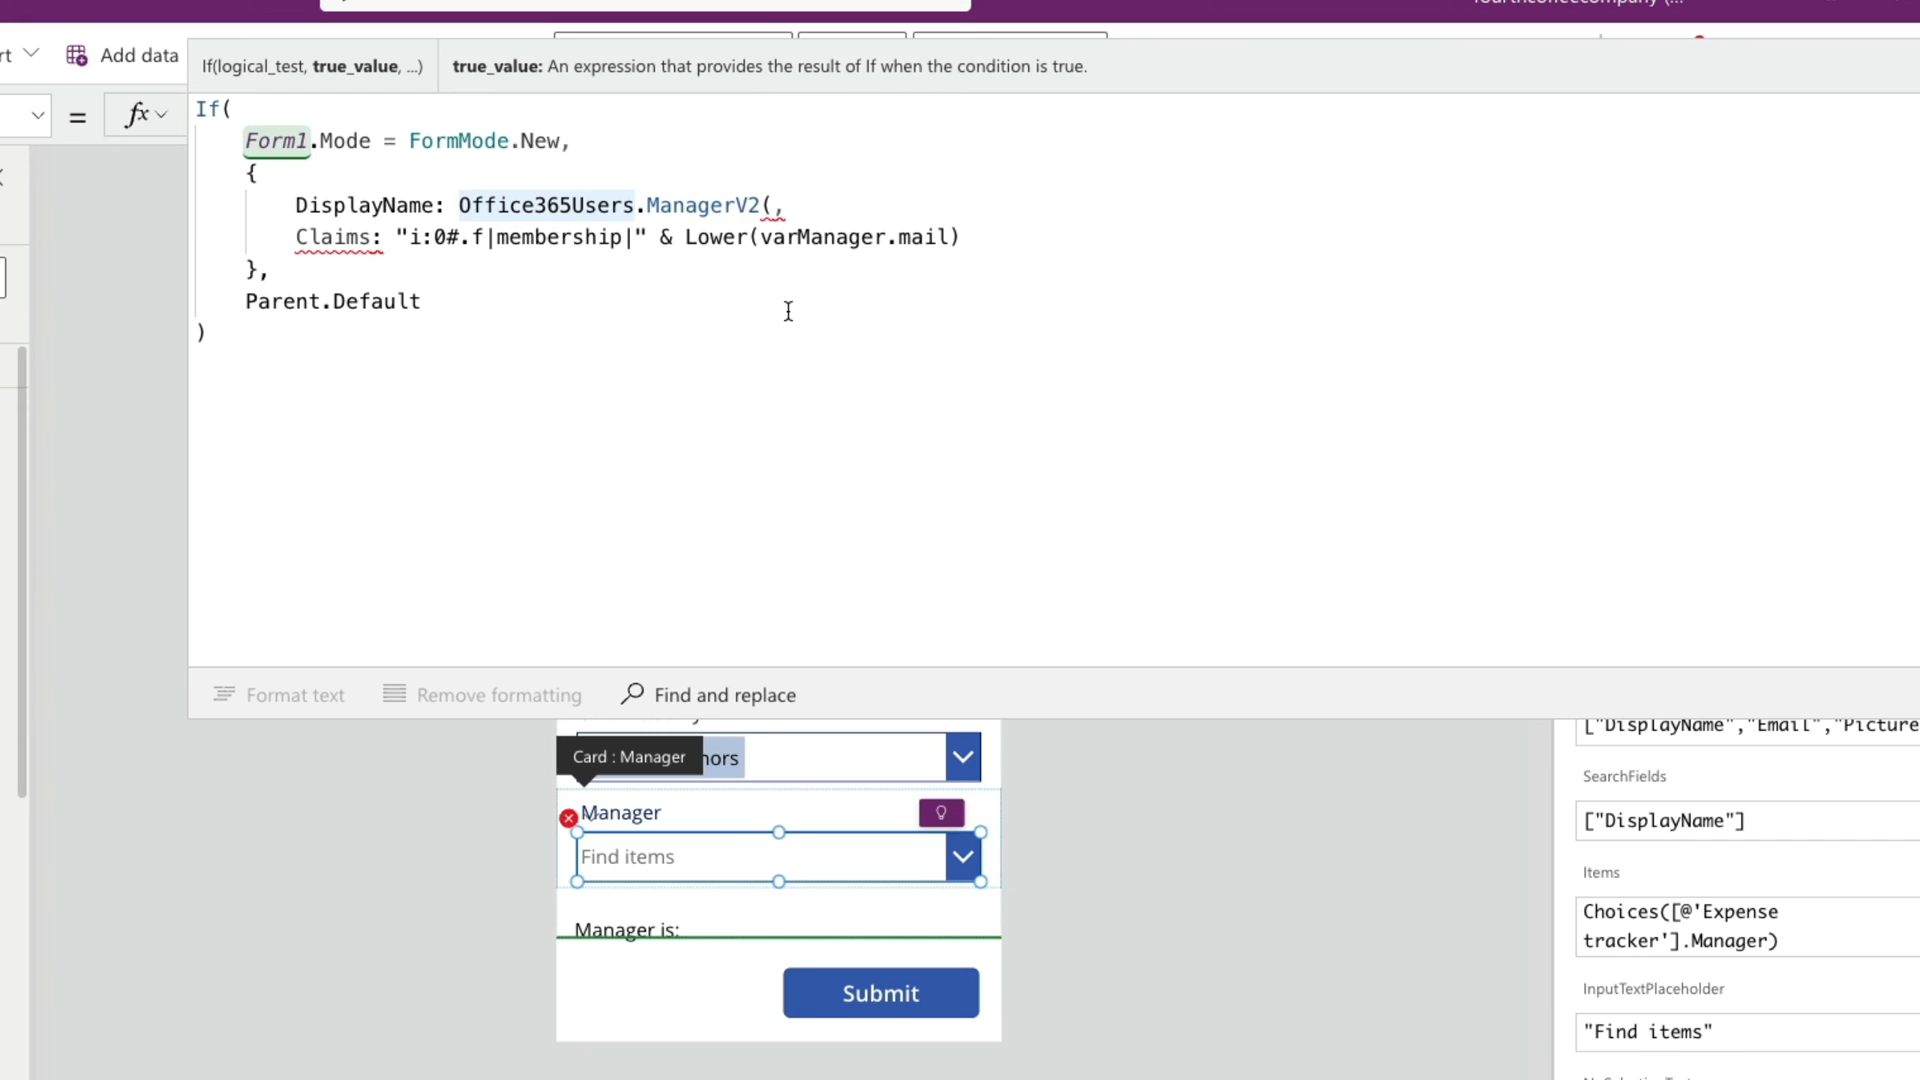 Add data
If(logical_test, true_value, ...)
true_value: An expression that provides the result of If when the condition is true.
= fx
If(
Form1.Mode = FormMode.New,
{
DisplayName: Office365Users.ManagerV2(,
Claims: "i:0#.f|membership|" & Lower(varManager.mail)
},
Parent.Default
)
Format text
Remove formatting
Find and replace
Card : Manager
Manager
Find items
Manager is:
Submit
["DisplayName","Email","Picture
SearchFields
["DisplayName"]
Items
Choices([@'Expense
tracker'].Manager)
InputTextPlaceholder
"Find items"